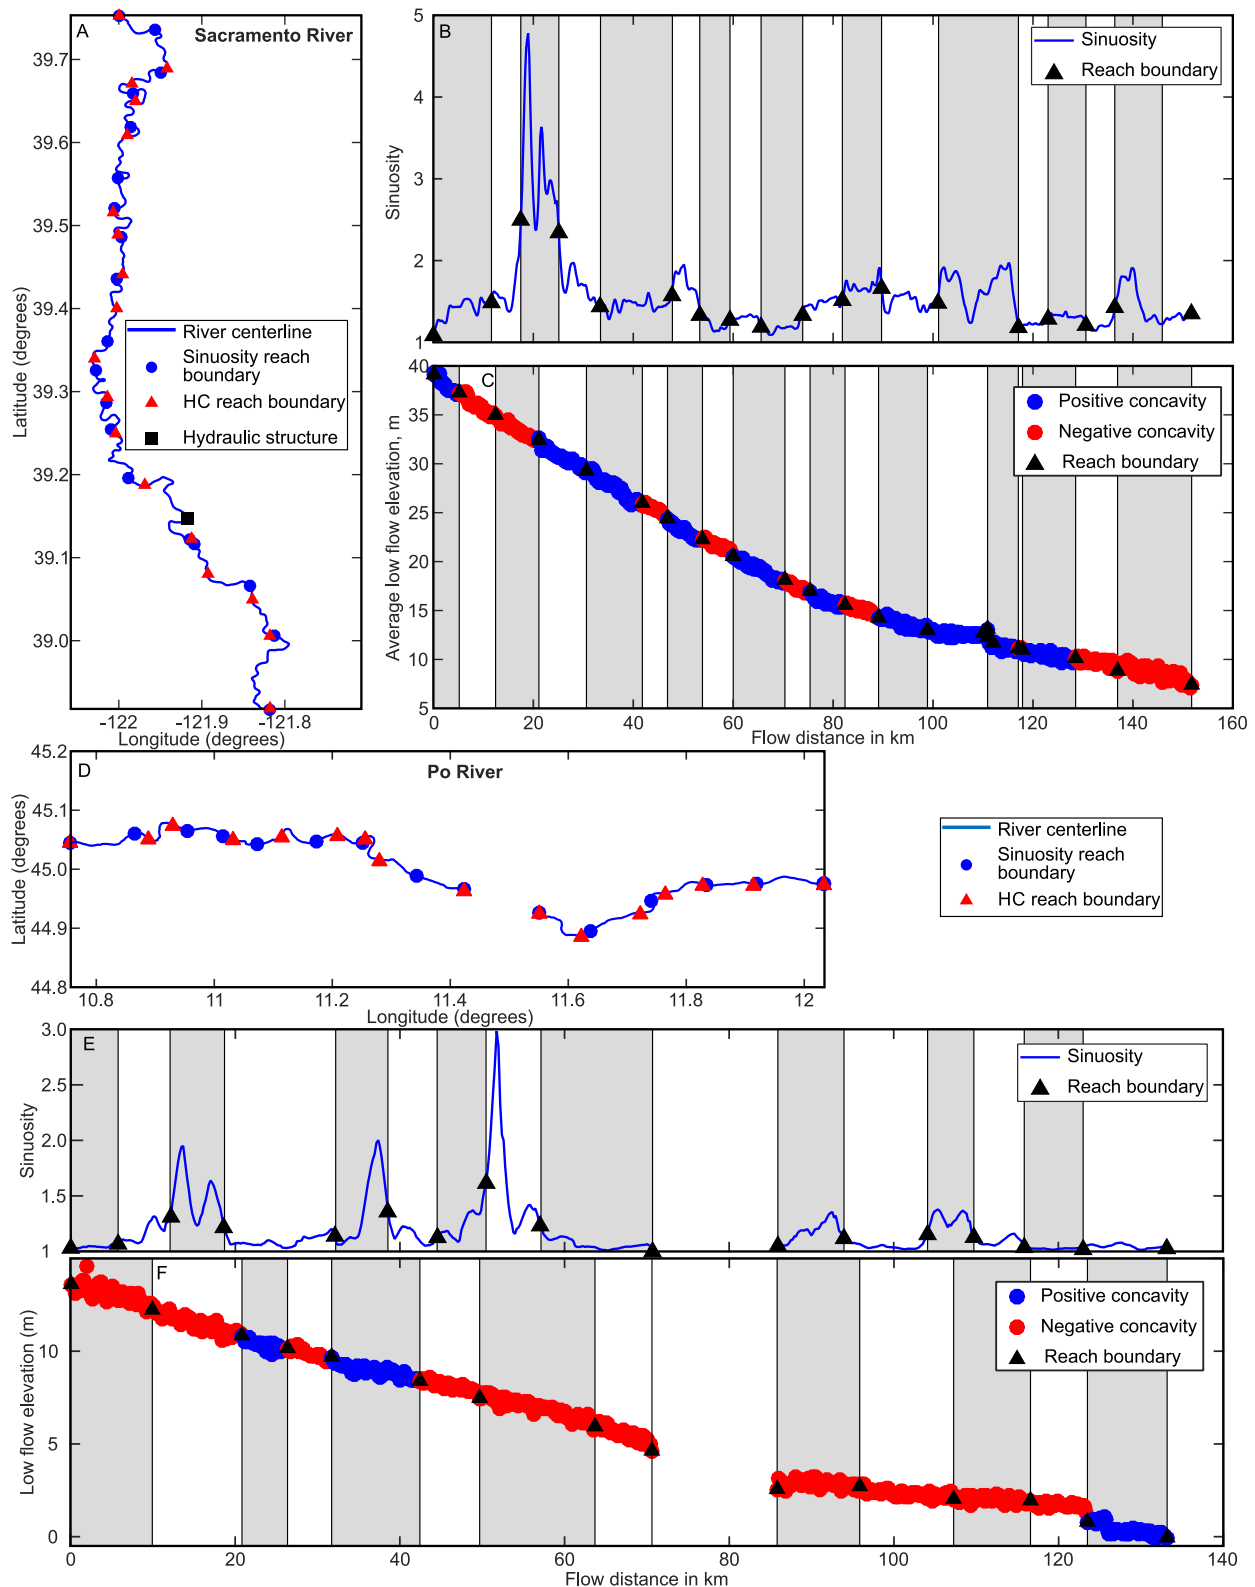 A
Sacramento River
39.7
39.6
39.5
39.4
39.3
39.2
39.1
39.0
Latitude (degrees)
River centerline
Sinuosity reach
boundary
HC reach boundary
Hydraulic structure
-122
-121.9
-121.8
Longitude (degrees)
B
5
4
3
2
1
Sinuosity
Sinuosity
Reach boundary
C
40
35
30
25
20
15
10
5
Average low flow elevation, m
Positive concavity
Negative concavity
Reach boundary
0
20
40
60
80
100
120
140
160
Flow distance in km
D
Po River
45.2
45.1
45.0
44.9
44.8
Latitude (degrees)
10.8
11
11.2
11.4
11.6
11.8
12
Longitude (degrees)
River centerline
Sinuosity reach
boundary
HC reach boundary
E
3.0
2.5
2.0
1.5
1
Sinuosity
Sinuosity
Reach boundary
F
10
5
0
Low flow elevation (m)
Positive concavity
Negative concavity
Reach boundary
0
20
40
60
80
100
120
140
Flow distance in km